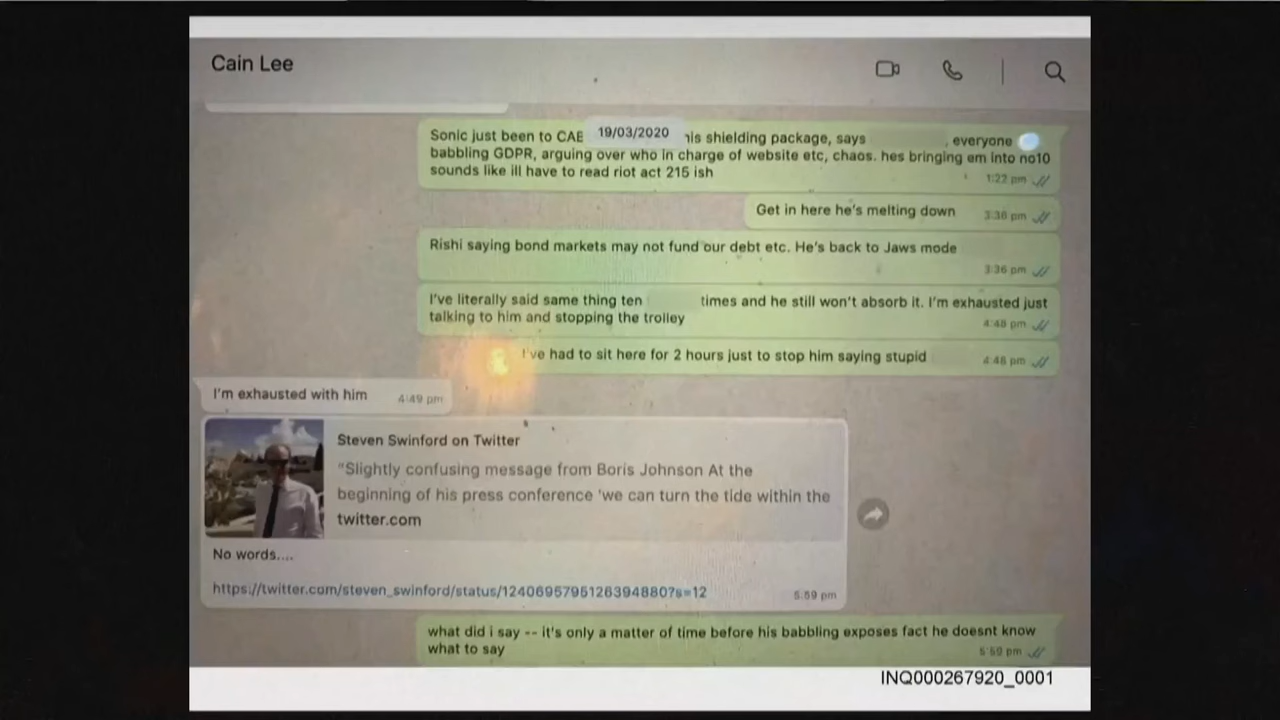 Cain Lee
19/03/2020
Sonic just been to CAB his shielding package, says , everyone
babbling GDPR, arguing over who in charge of website etc, chaos. hes bringing em into no10
sounds like ill have to read riot act 215 ish
1:22 pm
Get in here he's melting down
3:36 pm
Rishi saying bond markets may not fund our debt etc. He's back to Jaws mode
3:36 pm
I've literally said same thing ten times and he still won't absorb it. I'm exhausted just
talking to him and stopping the trolley
4:48 pm
I've had to sit here for 2 hours just to stop him saying stupid
4:48 pm
I'm exhausted with him
4:49 pm
Steven Swinford on Twitter
"Slightly confusing message from Boris Johnson At the
beginning of his press conference 'we can turn the tide within the
twitter.com
No words....
https://twitter.com/steven_swinford/status/1240695795126394880?s=12
5:59 pm
what did i say -- it's only a matter of time before his babbling exposes fact he doesnt know
what to say
5:59 pm
INQ000267920_0001